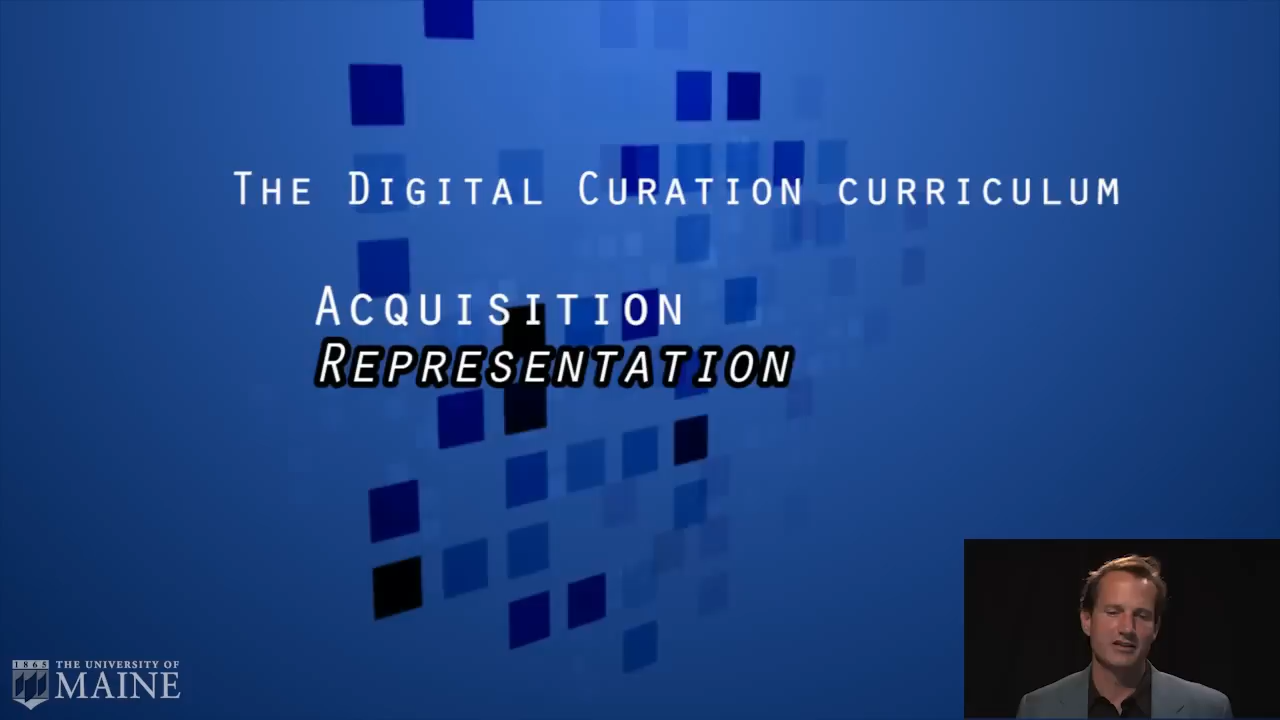 The Digital Curation curriculum
Acquisition
Representation
1865 THE UNIVERSITY OF
MAINE